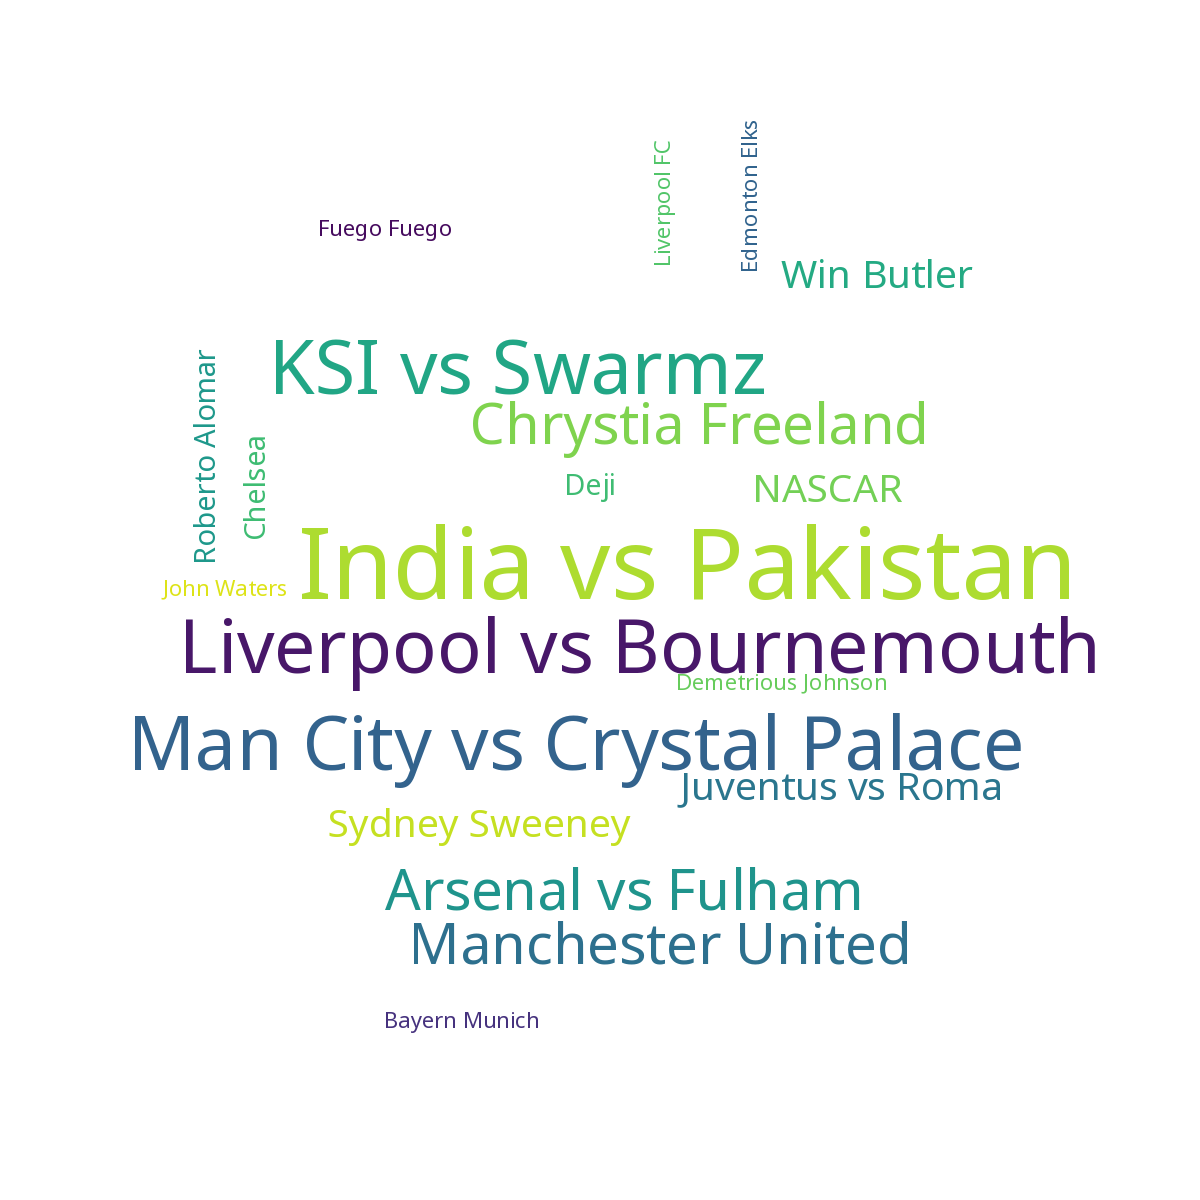 Liverpool FC
Edmonton Elks
Fuego Fuego
Win Butler
KSI vs Swarmz
Roberto Alomar
Chrystia Freeland
Chelsea
Deji
NASCAR
India vs Pakistan
John Waters
Liverpool vs Bournemouth
Demetrious Johnson
Man City vs Crystal Palace
Juventus vs Roma
Sydney Sweeney
Arsenal vs Fulham
Manchester United
Bayern Munich